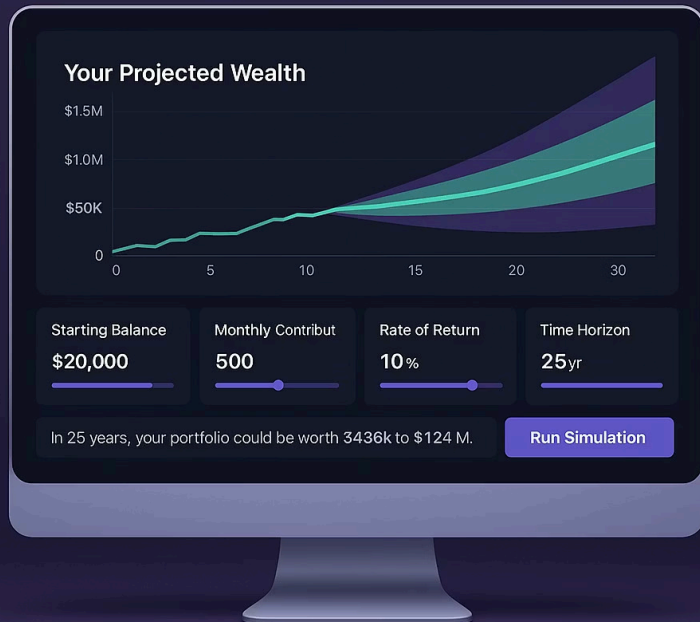 Your Projected Wealth
$1.5M
$1.0M
$50K
0
0 5 10 15 20 30
Starting Balance Monthly Contribut Rate of Return Time Horizon
$20,000 500 10% 25yr
In 25 years, your portfolio could be worth 3436k to $124 M.
Run Simulation